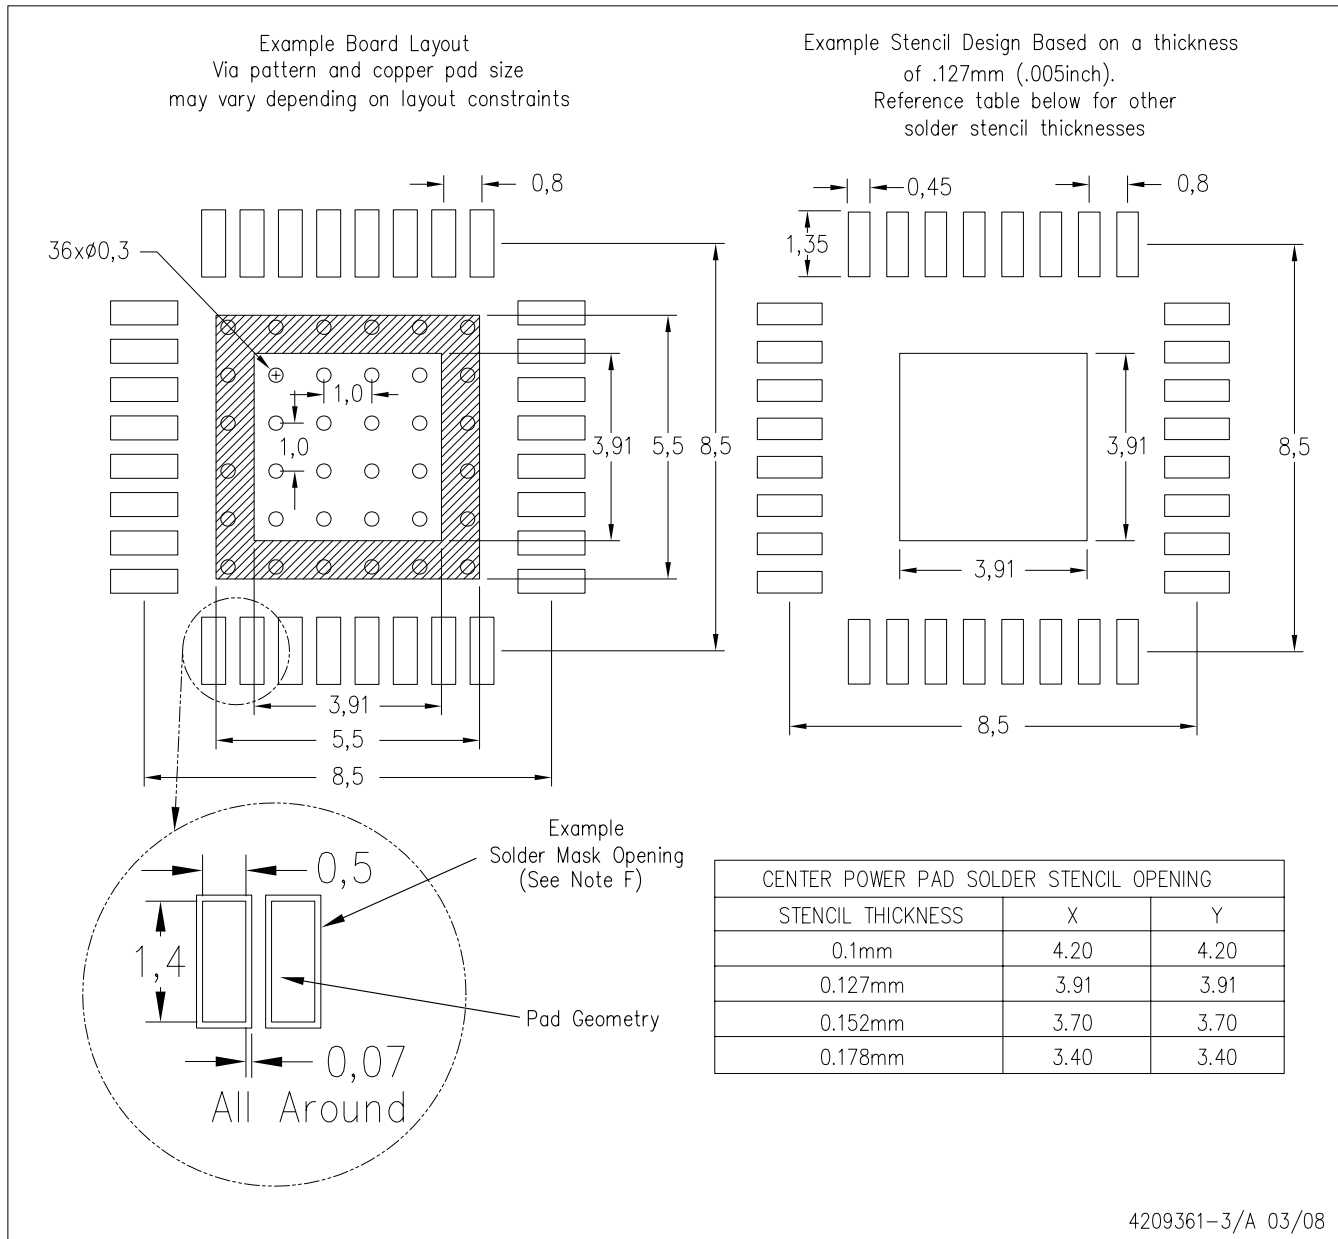 Example Board Layout
Via pattern and copper pad size
may vary depending on layout constraints
Example Stencil Design Based on a thickness
of .127mm (.005inch).
Reference table below for other
solder stencil thicknesses
0,8
36xø0,3
1,0
1,0
3,91
5,5
8,5
3,91
5,5
8,5
0,45
0,8
1,35
3,91
8,5
3,91
8,5
Example
Solder Mask Opening
(See Note F)
0,5
1,4
Pad Geometry
0,07
All Around
CENTER POWER PAD SOLDER STENCIL OPENING
STENCIL THICKNESS X Y
0.1mm 4.20 4.20
0.127mm 3.91 3.91
0.152mm 3.70 3.70
0.178mm 3.40 3.40
4209361-3/A 03/08